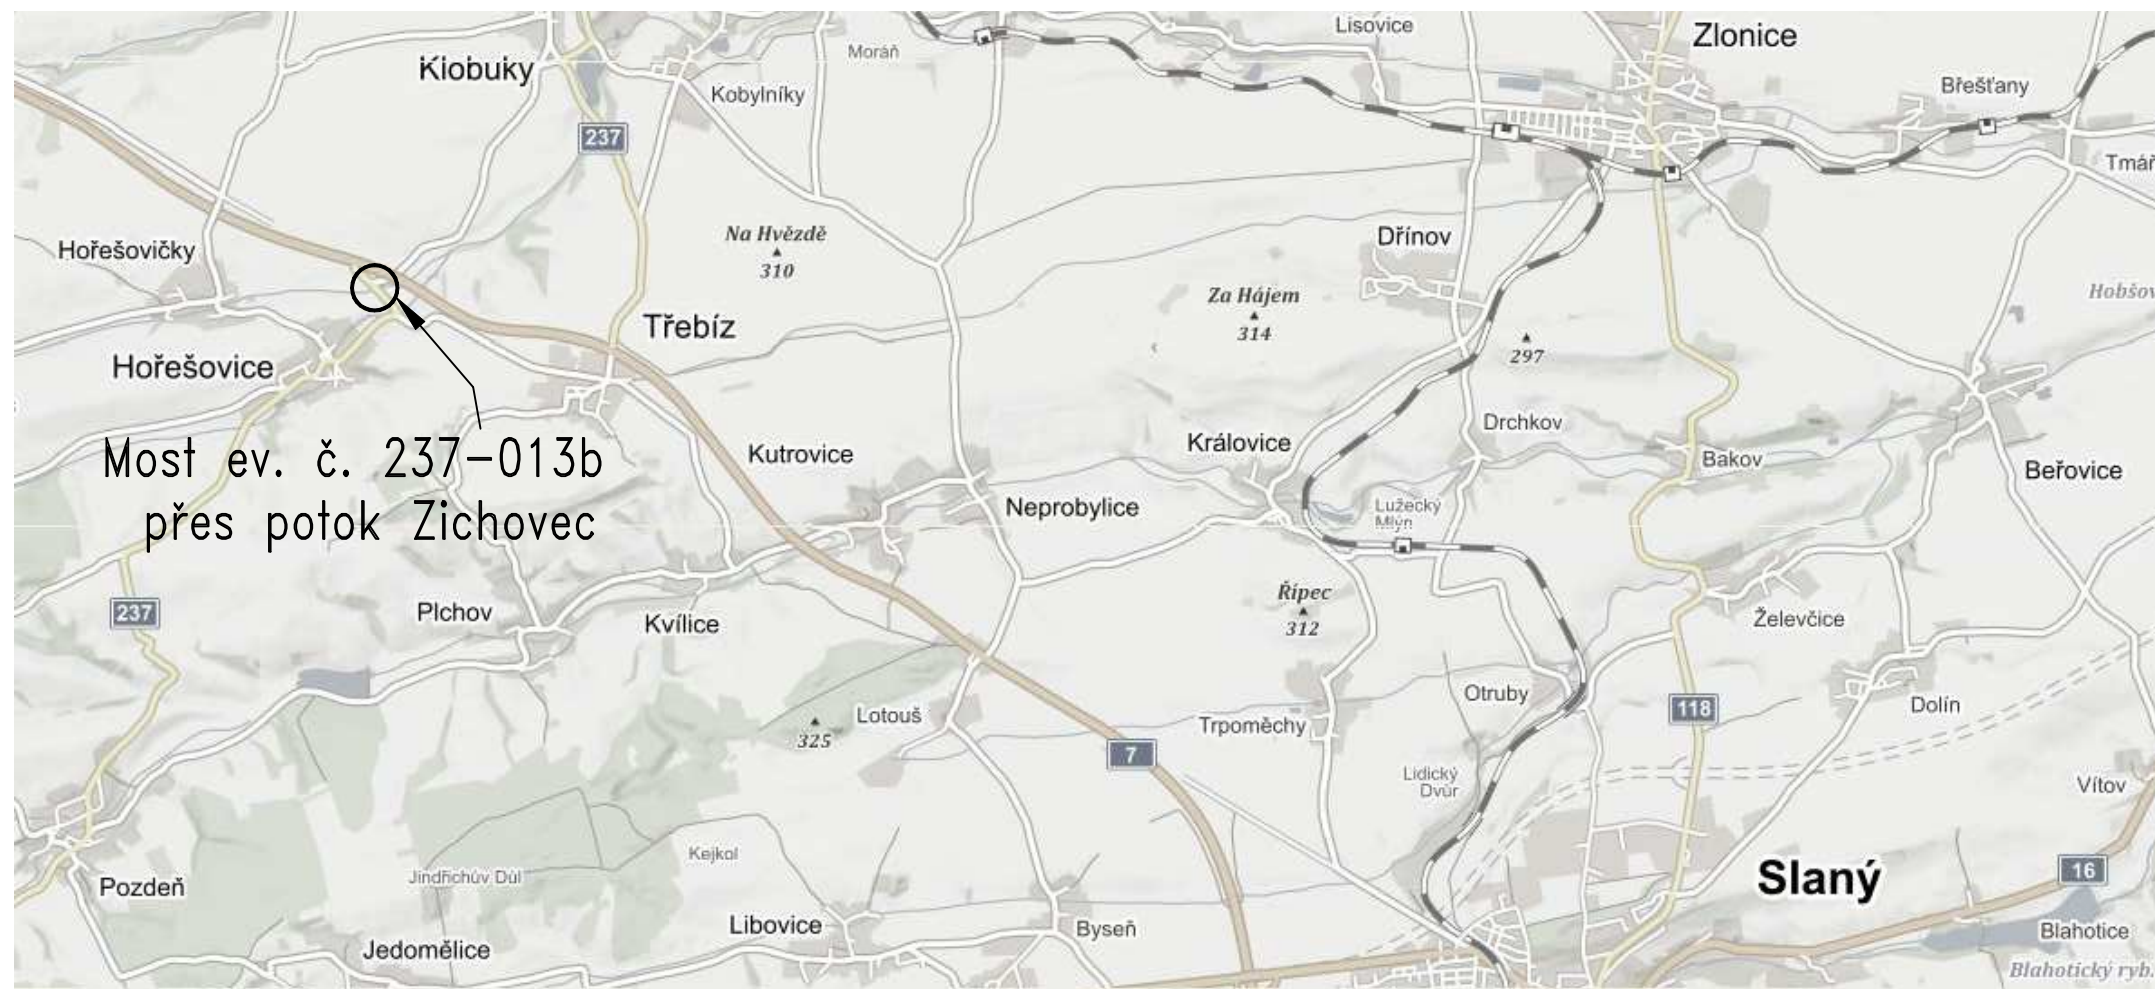 Lisovice
Zlonice
Klobuky
Moráň
Kobylníky
Břešťany
237
Hořešovičky
Na Hvězdě
310
Dřínov
Za Hájem
314
Třebíz
297
Hořešovice
Drchkov
Most ev. č. 237-013b
přes potok Zichovec
Kutrovice
Královice
Bakov
Beřovice
Neprobylice
Lužecký
Mlýn
237
Plchov
Kvílice
Řipec
312
Želevčice
Otruby
118
Dolín
Lotouš
325
Trpoměchy
7
Lidický
Dvůr
Vítov
Kejkol
Jindřichův Důl
Pozdeň
Slaný
16
Libovice
Byseň
Blahotice
Jedomělice
Blahotický ryb.